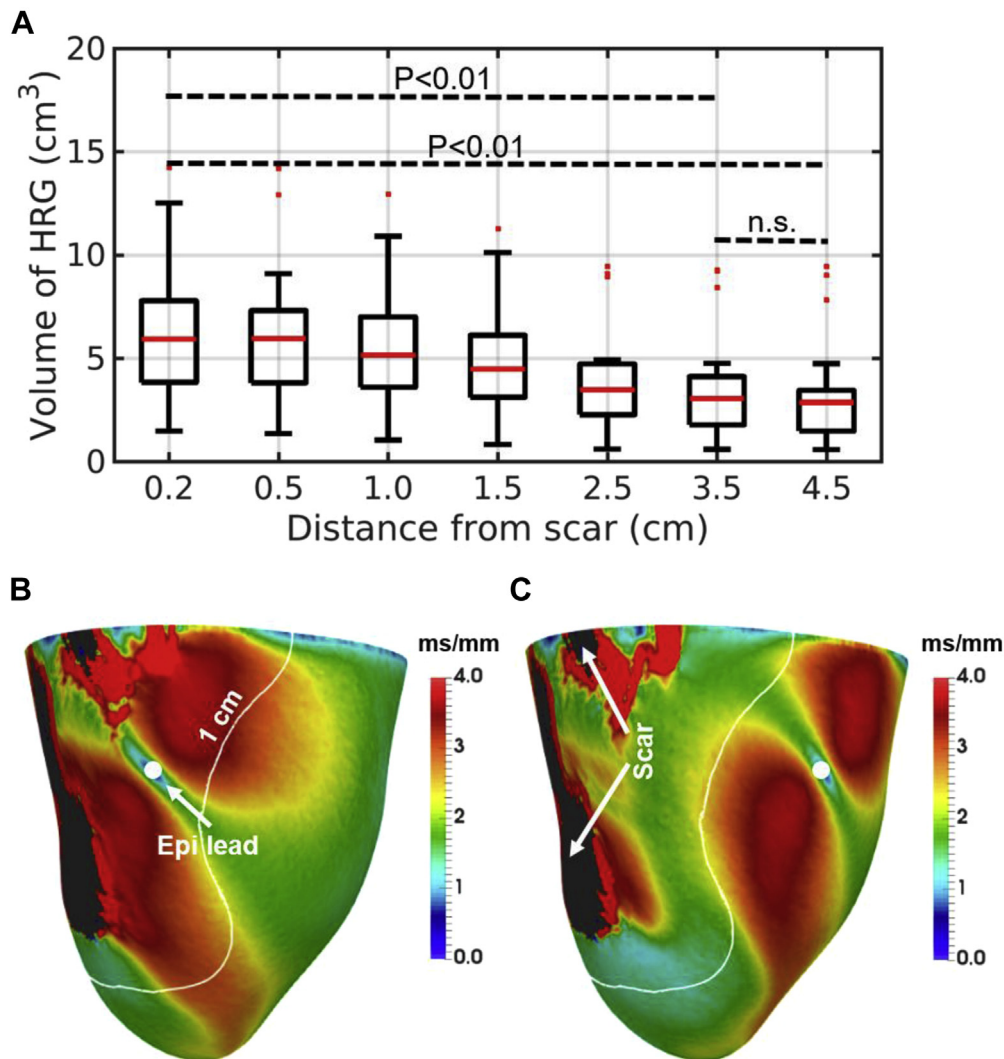 A
20
15
10
5
0
Volume of HRG (cm³)
P<0.01
P<0.01
n.s.
0.2 0.5 1.0 1.5 2.5 3.5 4.5
Distance from scar (cm)
B
ms/mm
4.0
3
2
1
0.0
1 cm
Epi lead
C
ms/mm
4.0
3
2
1
0.0
Scar